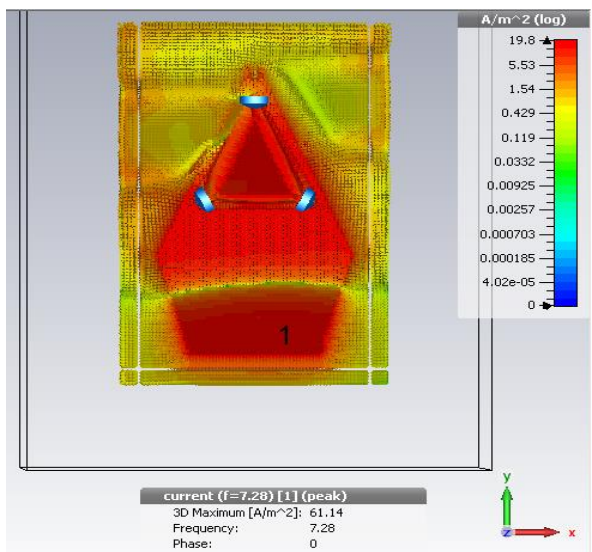 A/m^2 (log)
19.8
5.53
1.54
0.429
0.119
0.0332
0.00925
0.00257
0.000703
0.000185
4.02e-05
0
1
current (f=7.28) [1] (peak)
3D Maximum [A/m^2]: 61.14
Frequency: 7.28
Phase: 0
y
z
x